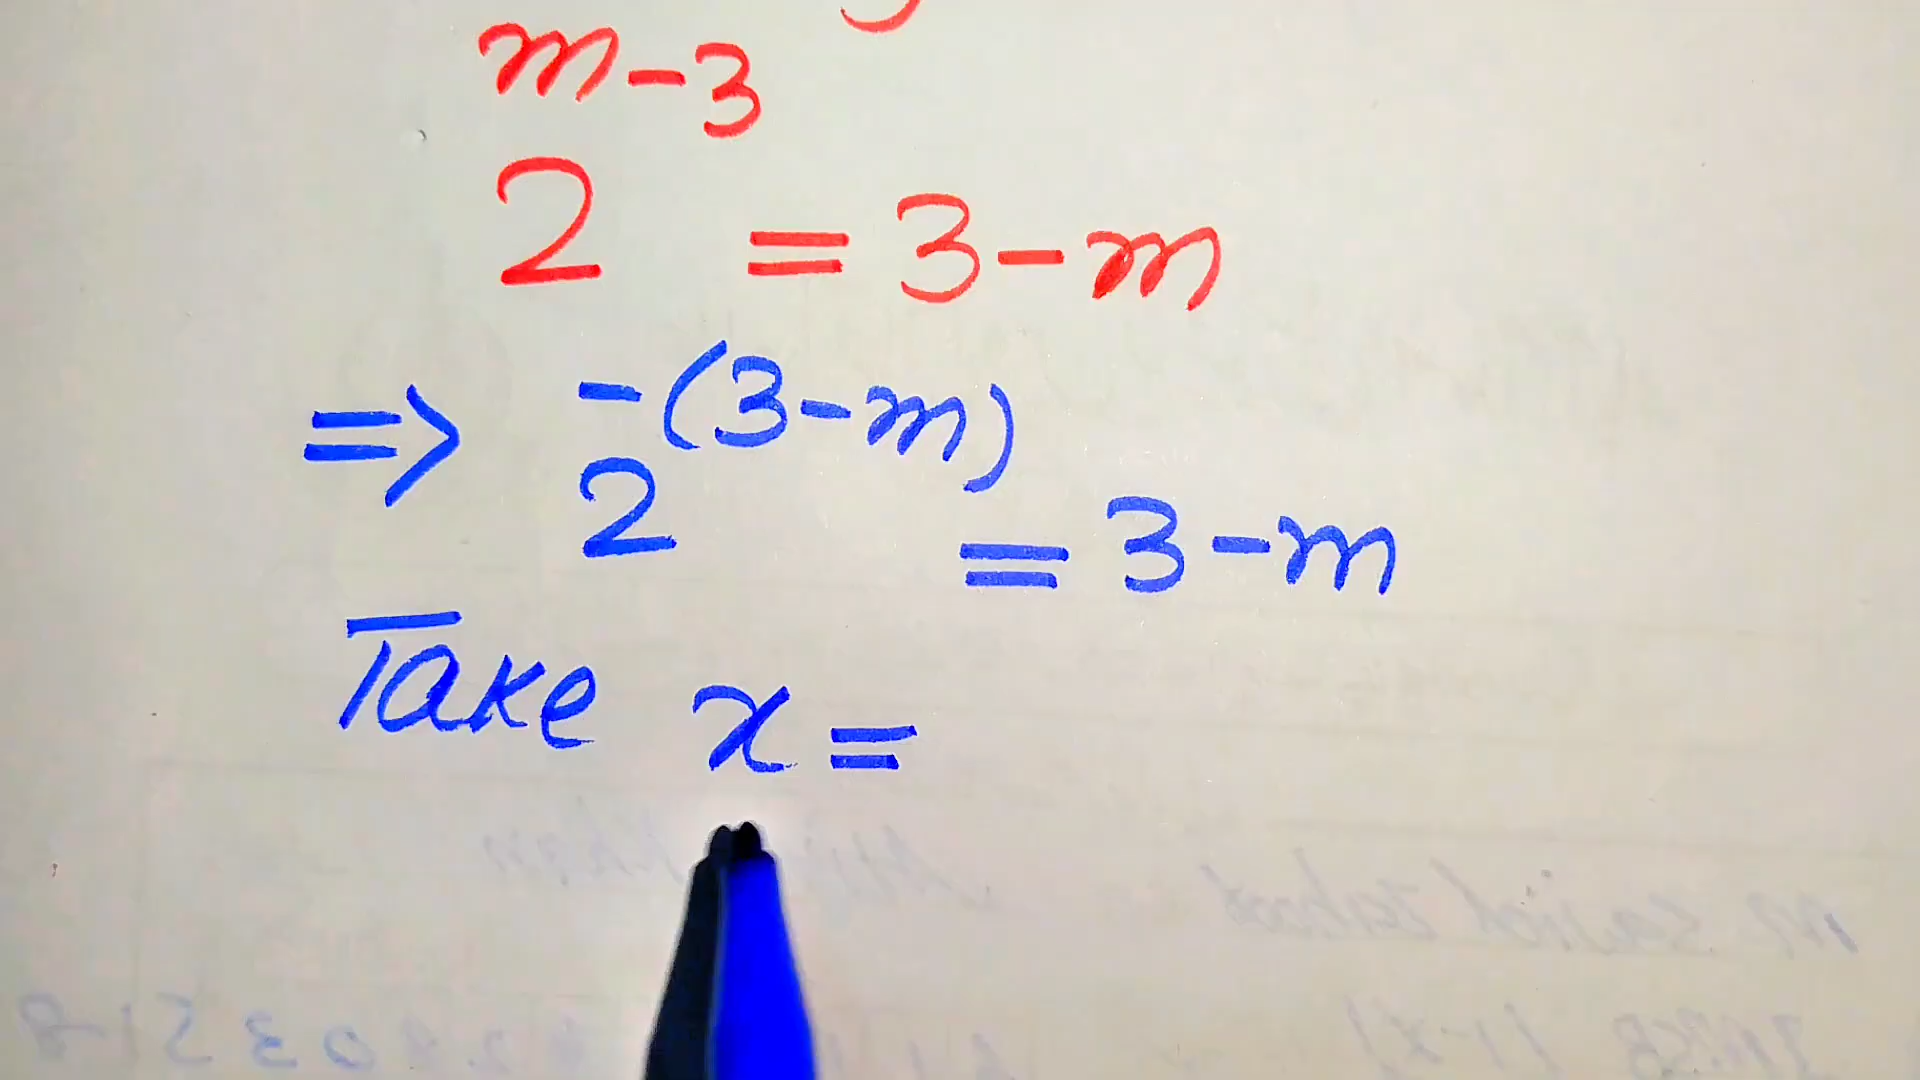 2^{m-3} = 3-m
=> 2^{-(3-m)} = 3-m
Take x =